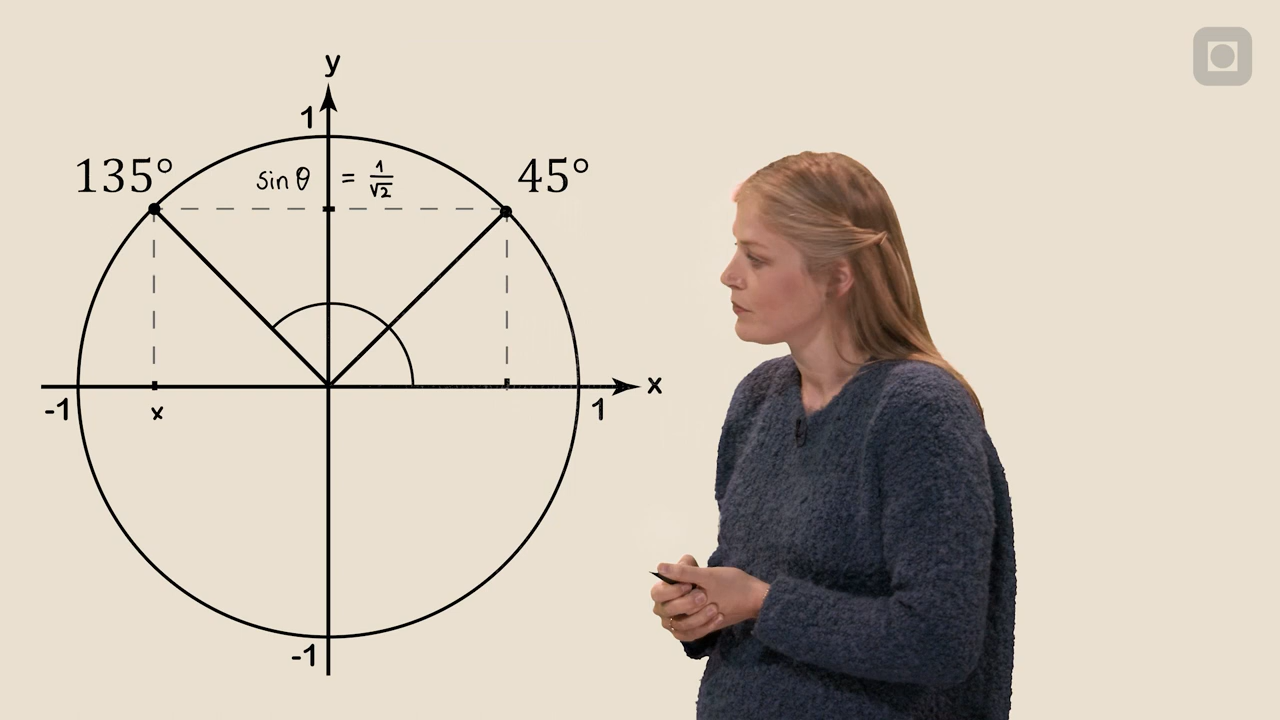 y
1
135°
sin θ = 1/√2
45°
-1
x
1
x
-1